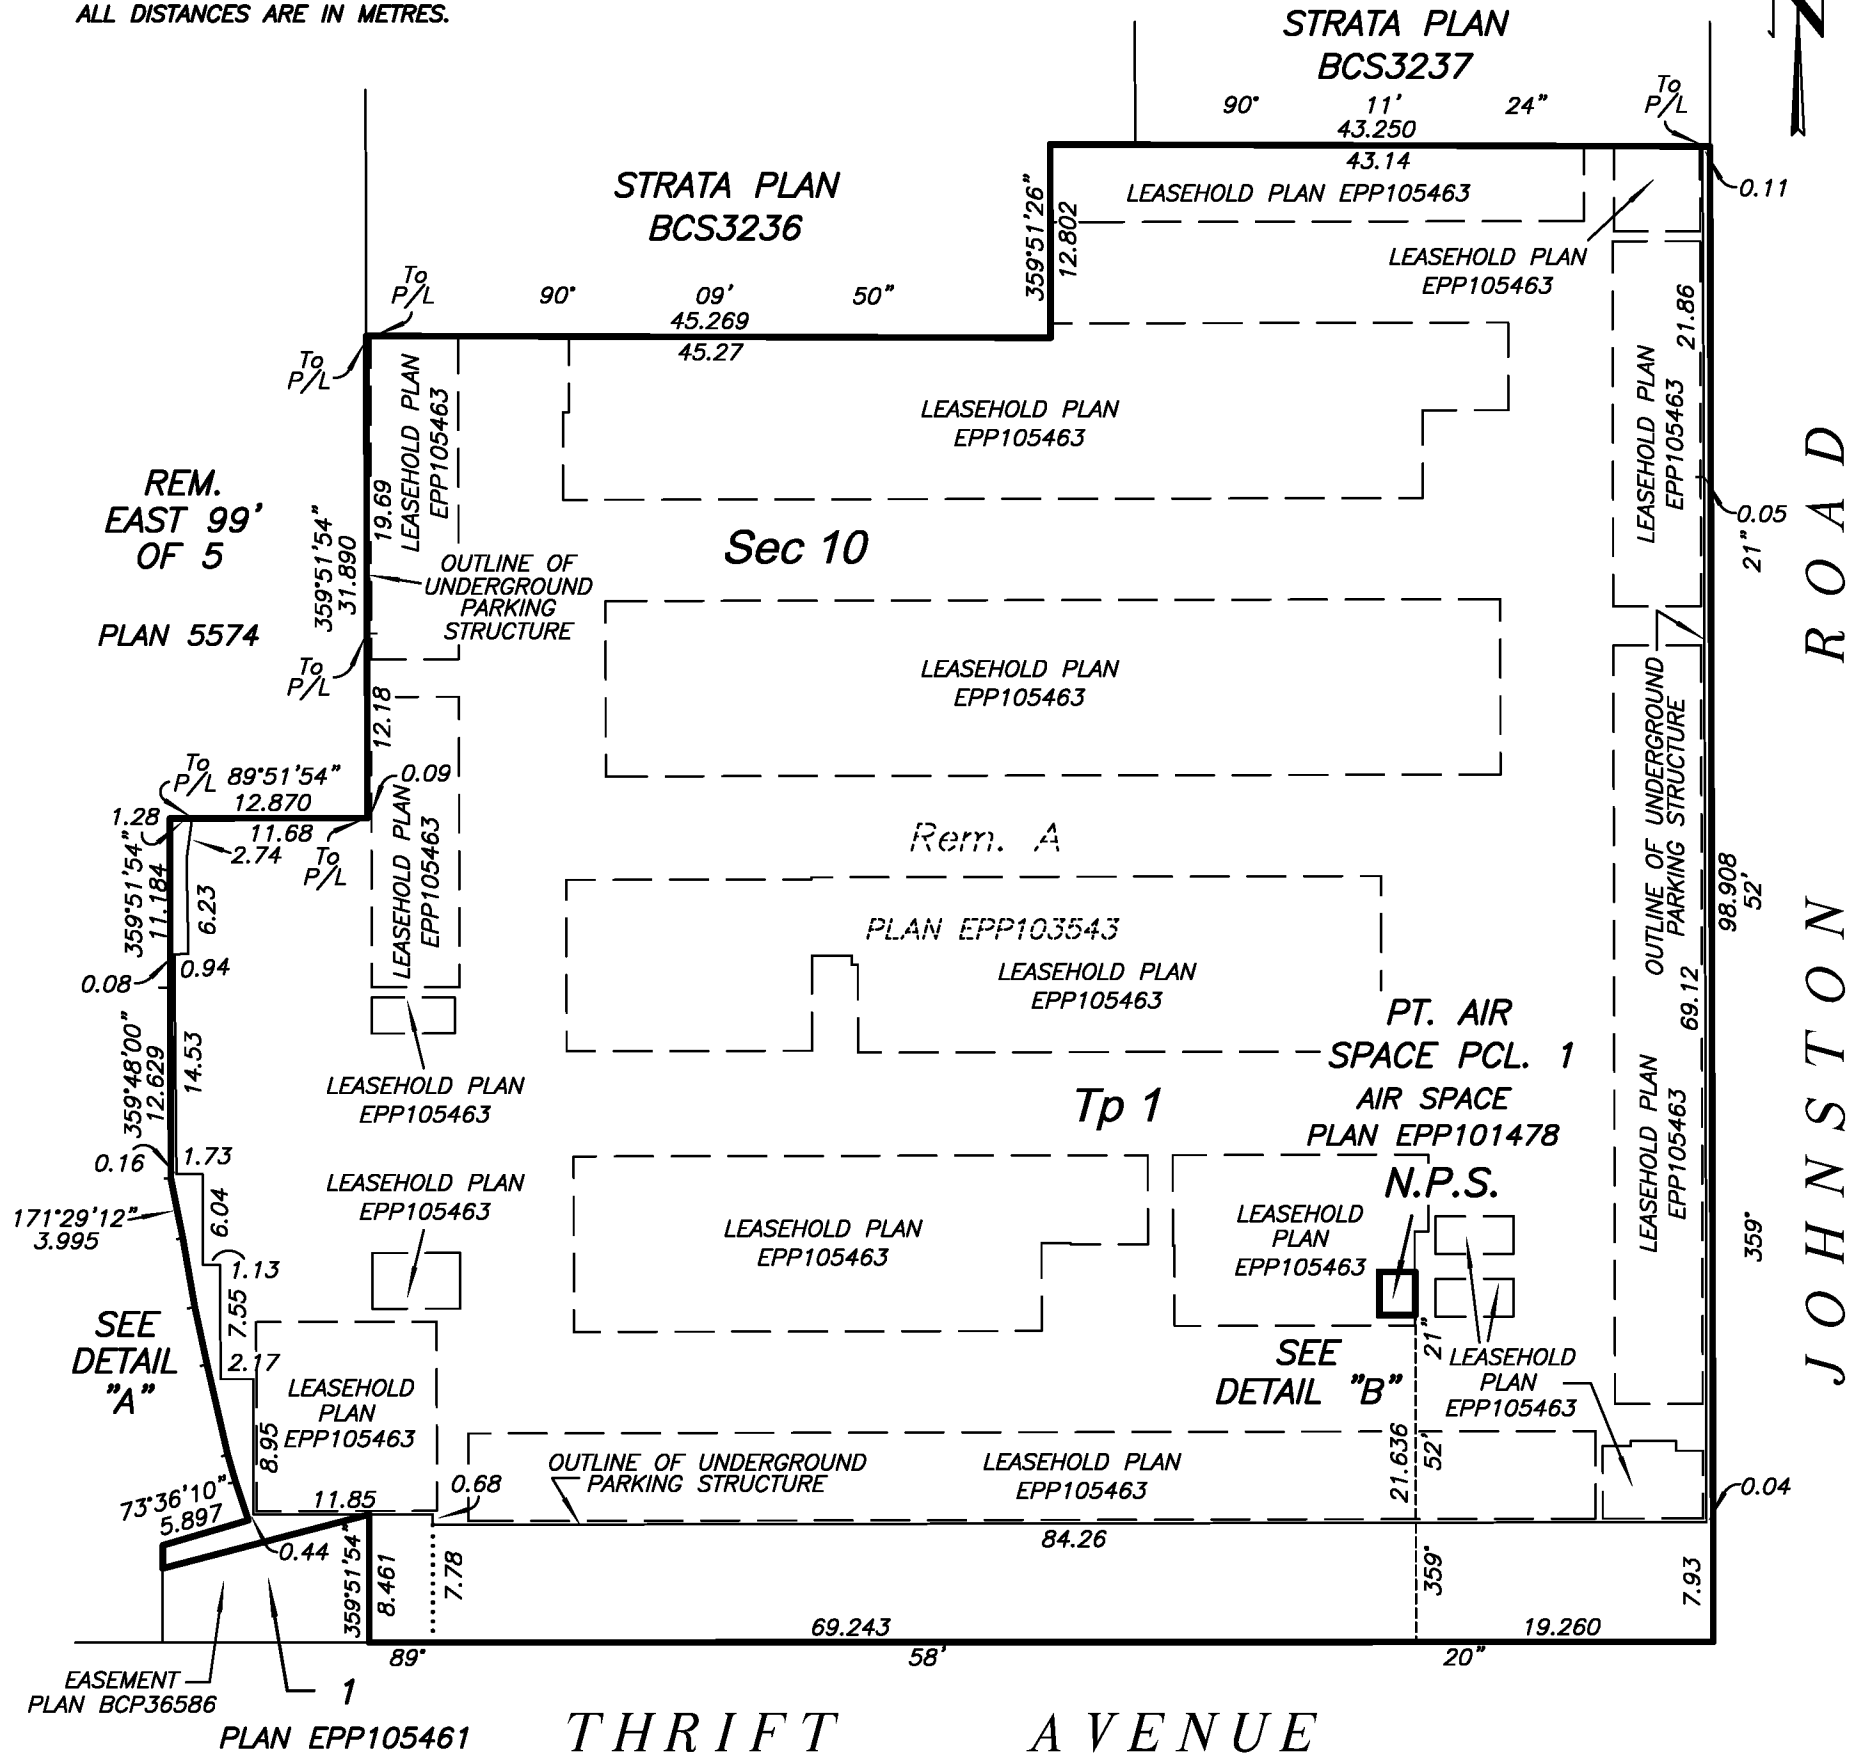 ALL DISTANCES ARE IN METRES.
STRATA PLAN
BCS3237
90° 11' 24"
43.250
43.14
To
P/L
0.11
STRATA PLAN
BCS3236
359°51'26"
12.802
LEASEHOLD PLAN EPP105463
LEASEHOLD PLAN
EPP105463
To
P/L
90° 09' 50"
45.269
45.27
To
P/L
LEASEHOLD PLAN
EPP105463
LEASEHOLD PLAN
EPP105463
21.86
LEASEHOLD PLAN
EPP105463
0.05
21"
REM.
EAST 99'
OF 5
PLAN 5574
359°51'54"
31.890
19.69
OUTLINE OF
UNDERGROUND
PARKING
STRUCTURE
Sec 10
To
P/L
12.18
LEASEHOLD PLAN
EPP105463
OUTLINE OF UNDERGROUND
PARKING STRUCTURE
To
P/L
89°51'54"
12.870
0.09
1.28
11.68
2.74
To
P/L
359°51'54"
11.184
6.23
LEASEHOLD PLAN
EPP105463
Rem. A
PLAN EPP103543
LEASEHOLD PLAN
EPP105463
98.908
52'
0.08
0.94
69.12
359°48'00"
12.629
14.53
PT. AIR
SPACE PCL. 1
AIR SPACE
PLAN EPP101478
LEASEHOLD PLAN
EPP105463
Tp 1
LEASEHOLD PLAN
EPP105463
0.16
1.73
N.P.S.
LEASEHOLD PLAN
EPP105463
171°29'12"
3.995
6.04
LEASEHOLD PLAN
EPP105463
LEASEHOLD
PLAN
EPP105463
359°
1.13
7.55
SEE
DETAIL
"A"
2.17
21"
SEE
DETAIL "B"
LEASEHOLD
PLAN
EPP105463
LEASEHOLD
PLAN
EPP105463
8.95
21.636
52'
OUTLINE OF UNDERGROUND
PARKING STRUCTURE
LEASEHOLD PLAN
EPP105463
73°36'10"
5.897
11.85
0.68
0.04
0.44
84.26
359°51'54"
8.461
7.78
359°
7.93
69.243
19.260
89° 58' 20"
EASEMENT
PLAN BCP36586
1
PLAN EPP105461
THRIFT AVENUE
JOHNSTON ROAD